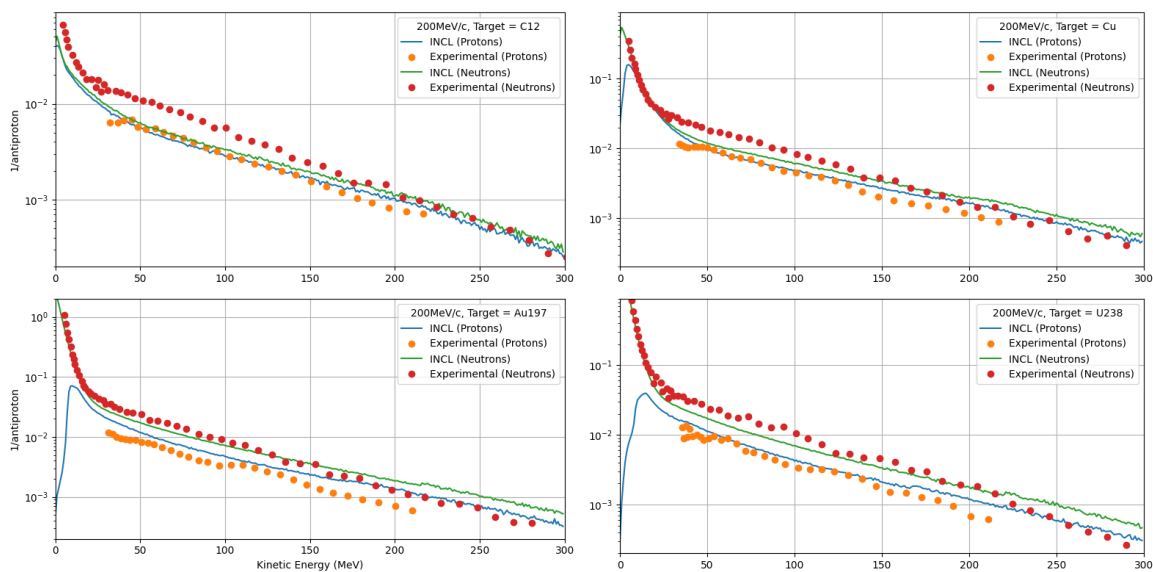 200MeV/c, Target = C12
INCL (Protons)
Experimental (Protons)
INCL (Neutrons)
Experimental (Neutrons)
1/antiproton
10⁻²
10⁻³
0 50 100 150 200 250 300
200MeV/c, Target = Cu
INCL (Protons)
Experimental (Protons)
INCL (Neutrons)
Experimental (Neutrons)
10⁻¹
10⁻²
10⁻³
0 50 100 150 200 250 300
200MeV/c, Target = Au197
INCL (Protons)
Experimental (Protons)
INCL (Neutrons)
Experimental (Neutrons)
1/antiproton
10⁰
10⁻¹
10⁻²
10⁻³
0 50 100 150 200 250 300
Kinetic Energy (MeV)
200MeV/c, Target = U238
INCL (Protons)
Experimental (Protons)
INCL (Neutrons)
Experimental (Neutrons)
10⁻¹
10⁻²
10⁻³
0 50 100 150 200 250 300